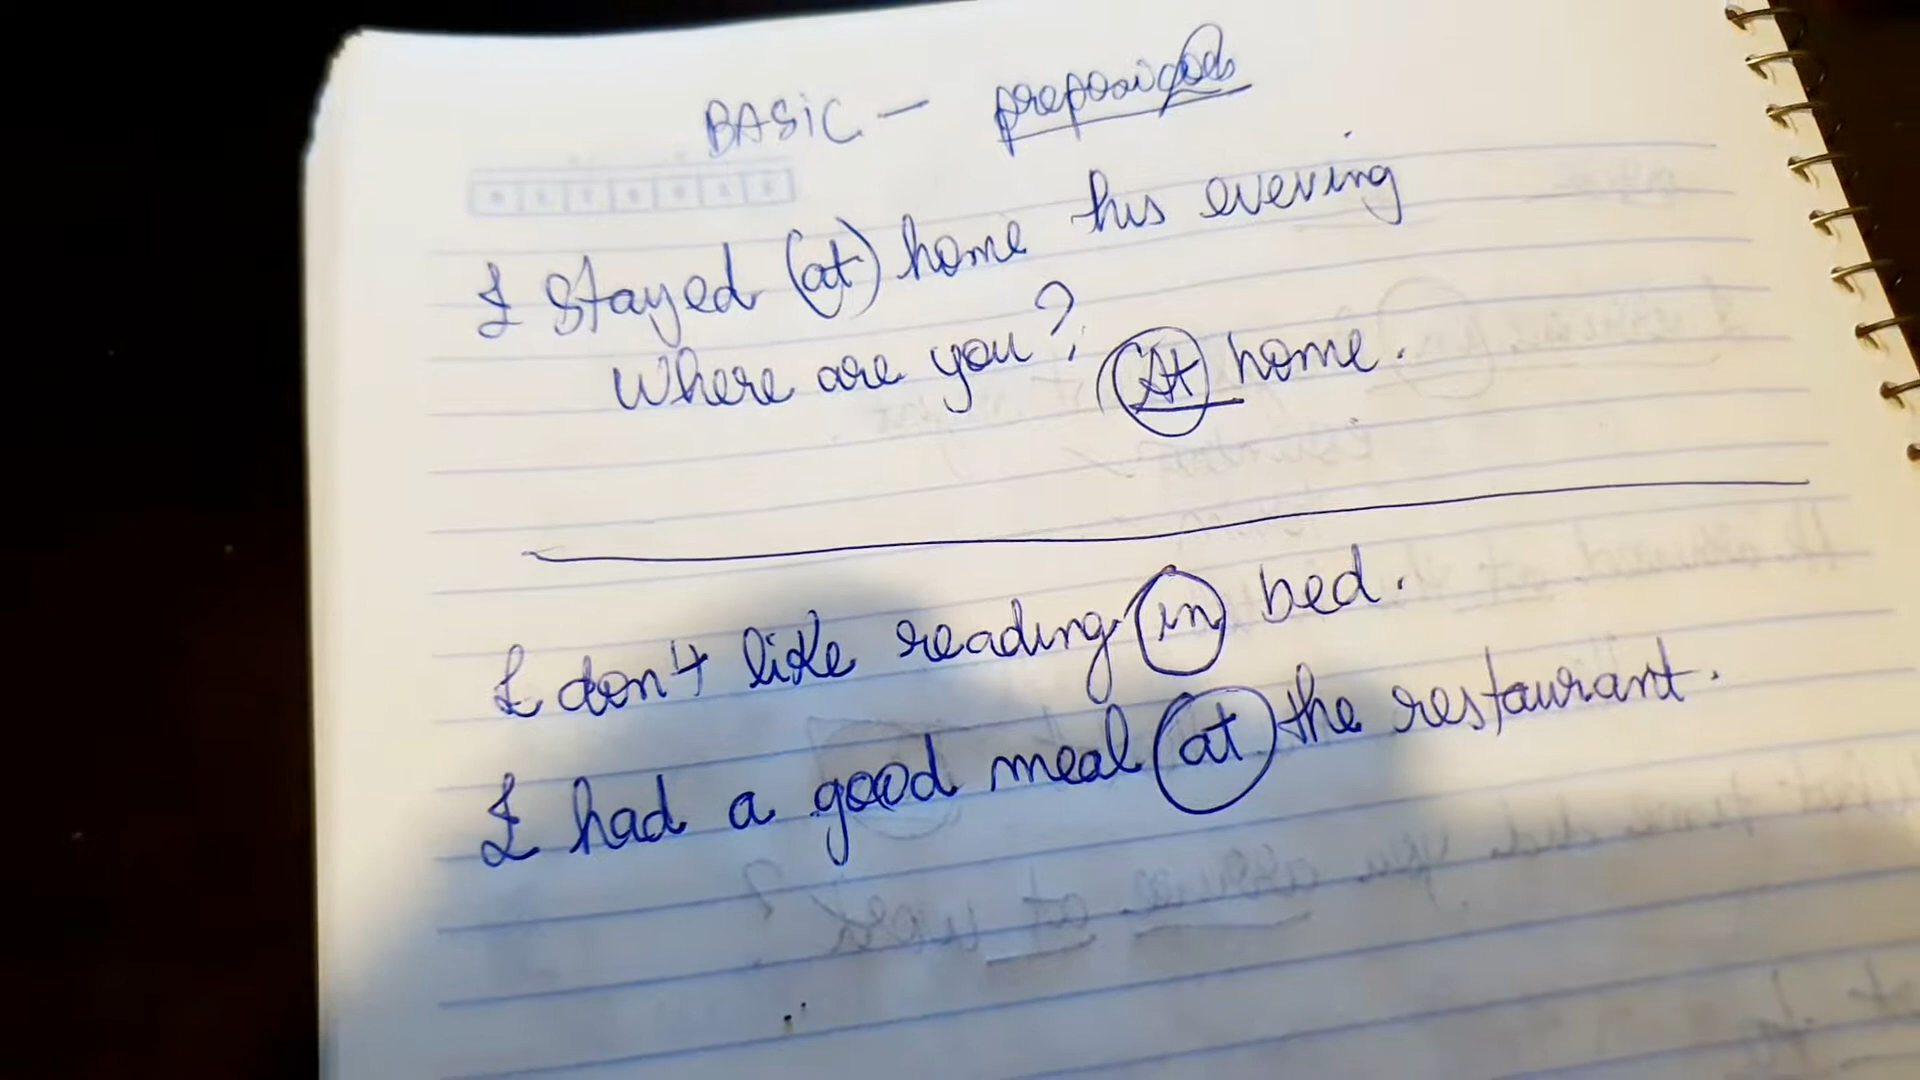 BASIC - preposições
I stayed (at) home this evening
Where are you? (At) home.
I don't like reading in bed.
I had a good meal at the restaurant.